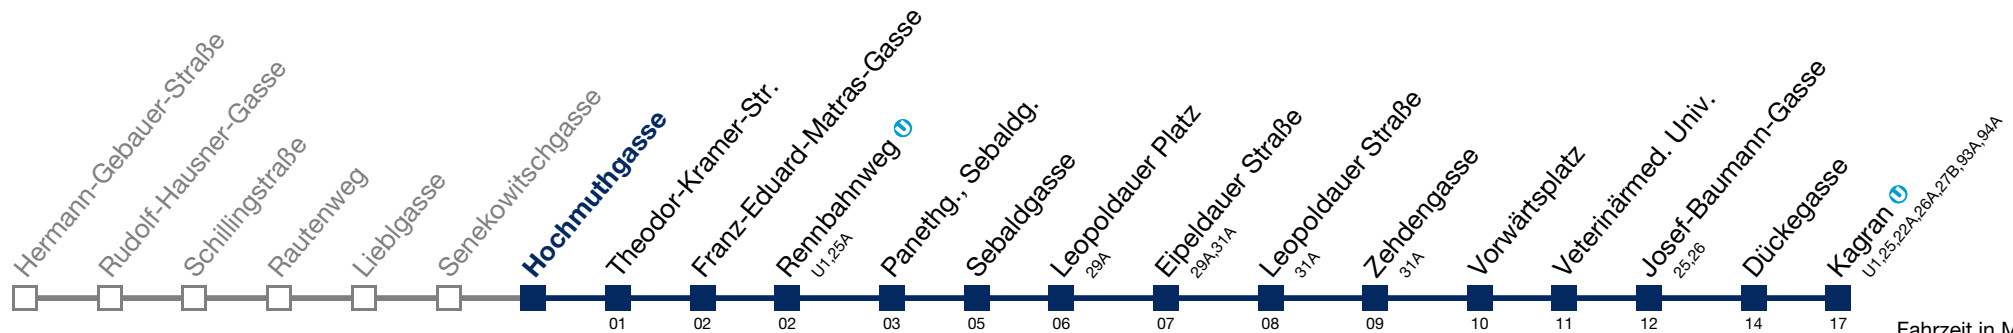 Hermann-Gebauer-Straße
Rudolf-Hausner-Gasse
Schillingstraße
Rautenweg
Lieblgasse
Senekowitschgasse
Hochmuthgasse
Theodor-Kramer-Str.
Franz-Eduard-Matras-Gasse
Rennbahnweg U
U1,25A
Panethg., Sebaldg.
Sebaldgasse
Leopoldauer Platz
29A
Eipeldauer Straße
29A,31A
Leopoldauer Straße
31A
Zehdengasse
31A
Vorwärtsplatz
Veterinärmed. Univ.
Josef-Baumann-Gasse
25,26
Dückegasse
Kagran U
U1,25,22A,26A,27B,93A,94A
01 02 02 03 05 06 07 08 09 10 11 12 14 17
Fahrzeit in M